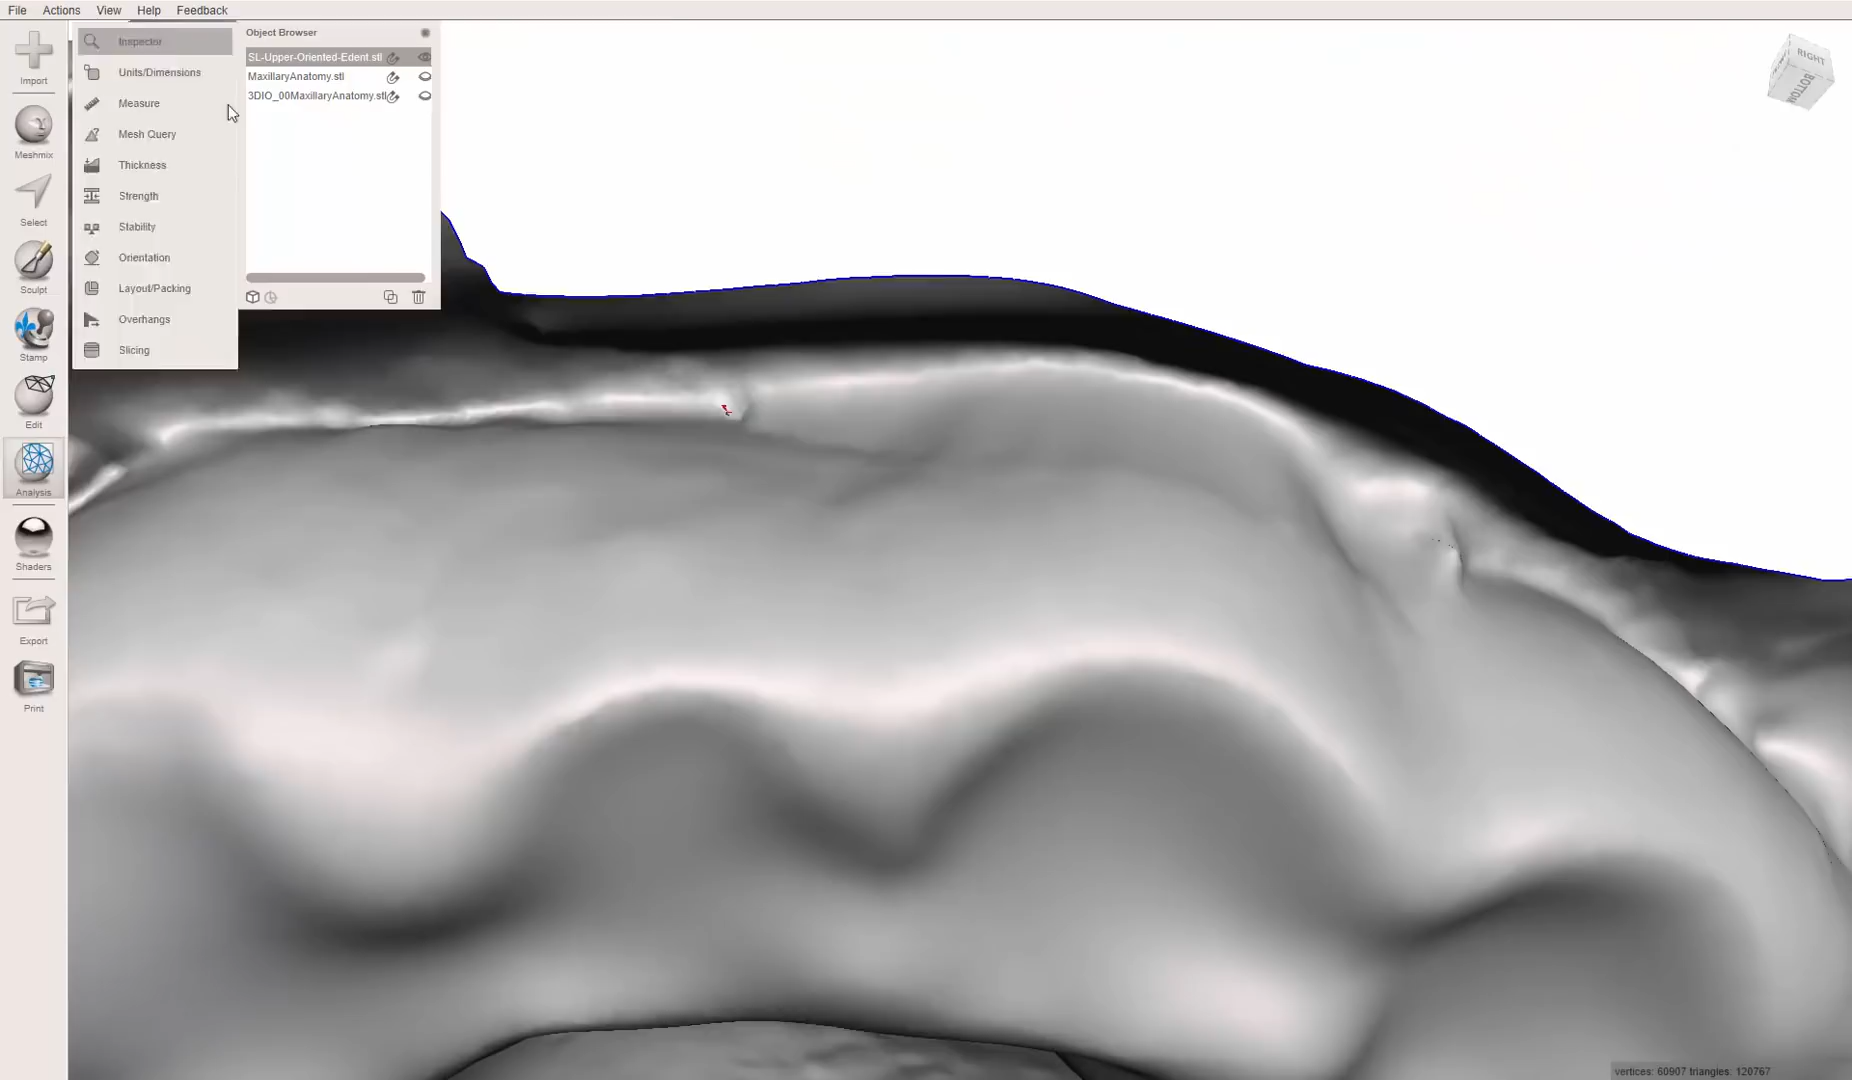 File Actions View Help Feedback
Import
Meshmix
Select
Sculpt
Stamp
Edit
Analysis
Shaders
Export
Print
Inspector
Units/Dimensions
Measure
Mesh Query
Thickness
Strength
Stability
Orientation
Layout/Packing
Overhangs
Slicing
Object Browser
SL-Upper-Oriented-Edent.stl
MaxillaryAnatomy.stl
3DIO_00MaxillaryAnatomy.stl
RIGHT
BOTTOM
vertices: 60907 triangles: 120767